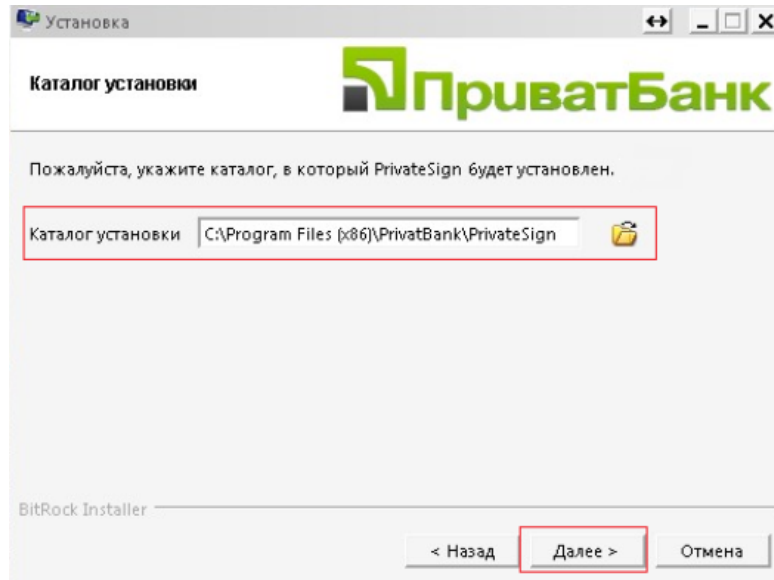 Установка
Каталог установки
ПриватБанк
Пожалуйста, укажите каталог, в который PrivateSign будет установлен.
Каталог установки C:\Program Files (x86)\PrivatBank\PrivateSign
BitRock Installer
< Назад Далее > Отмена